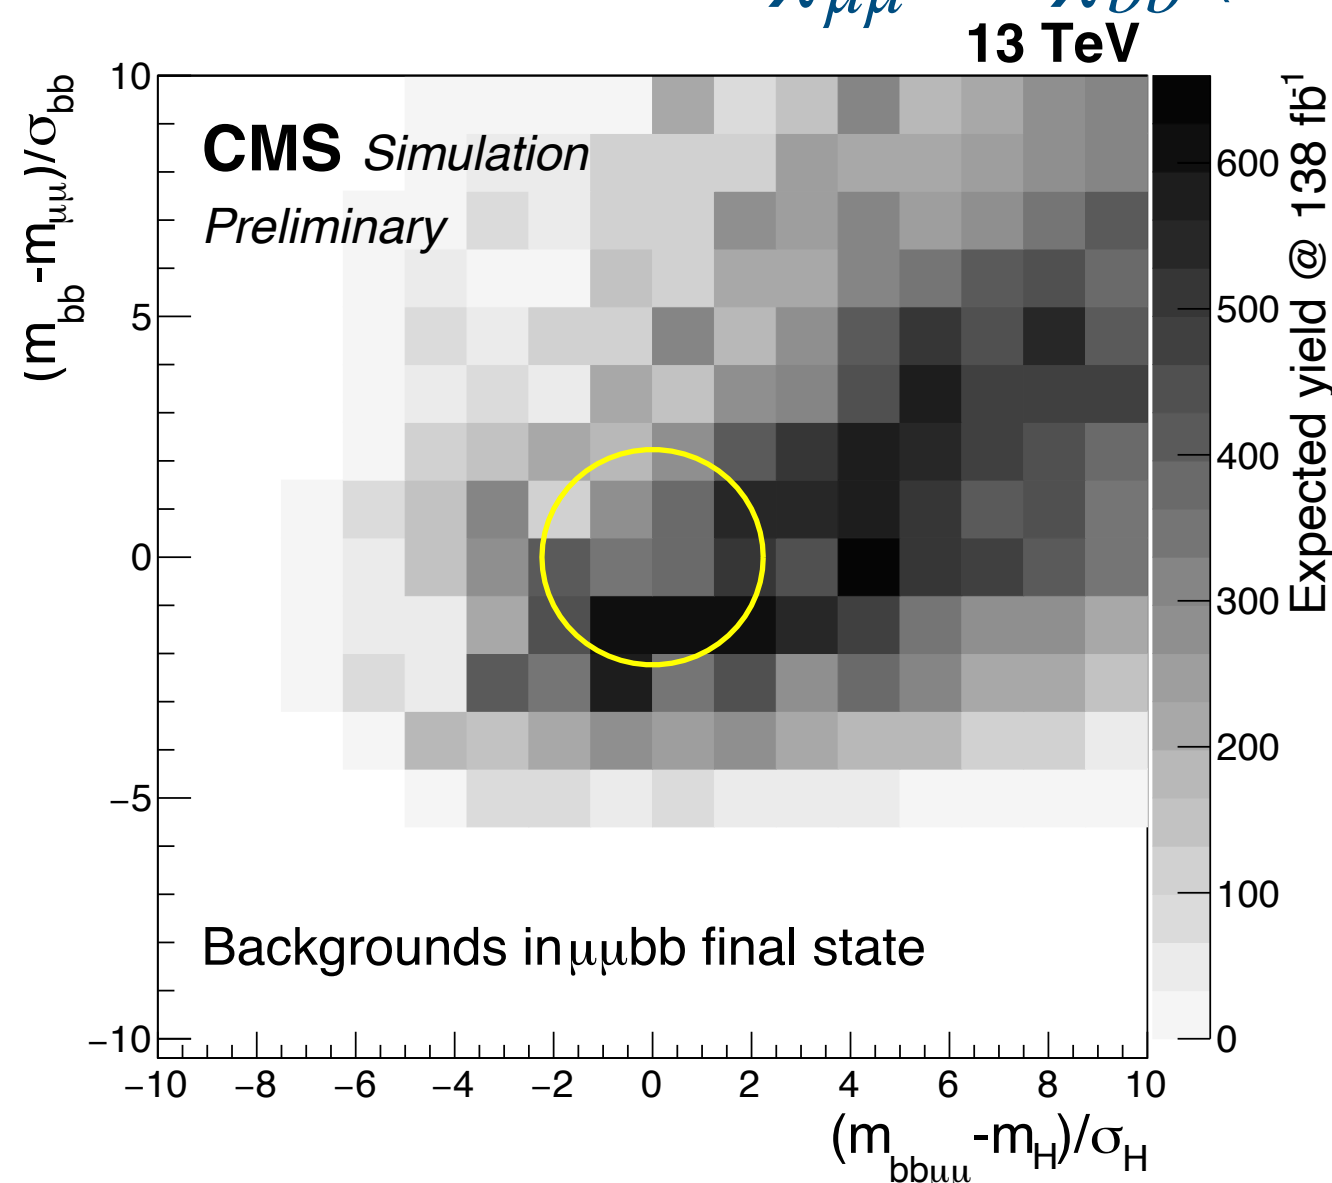 13 TeV
CMS Simulation
Preliminary
(m_bb-m_μμ)/σ_bb
10
5
0
−5
−10
Backgrounds in μμbb final state
−10 −8 −6 −4 −2 0 2 4 6 8 10
(m_bbμμ-m_H)/σ_H
600
500
400
300
200
100
0
Expected yield @ 138 fb⁻¹